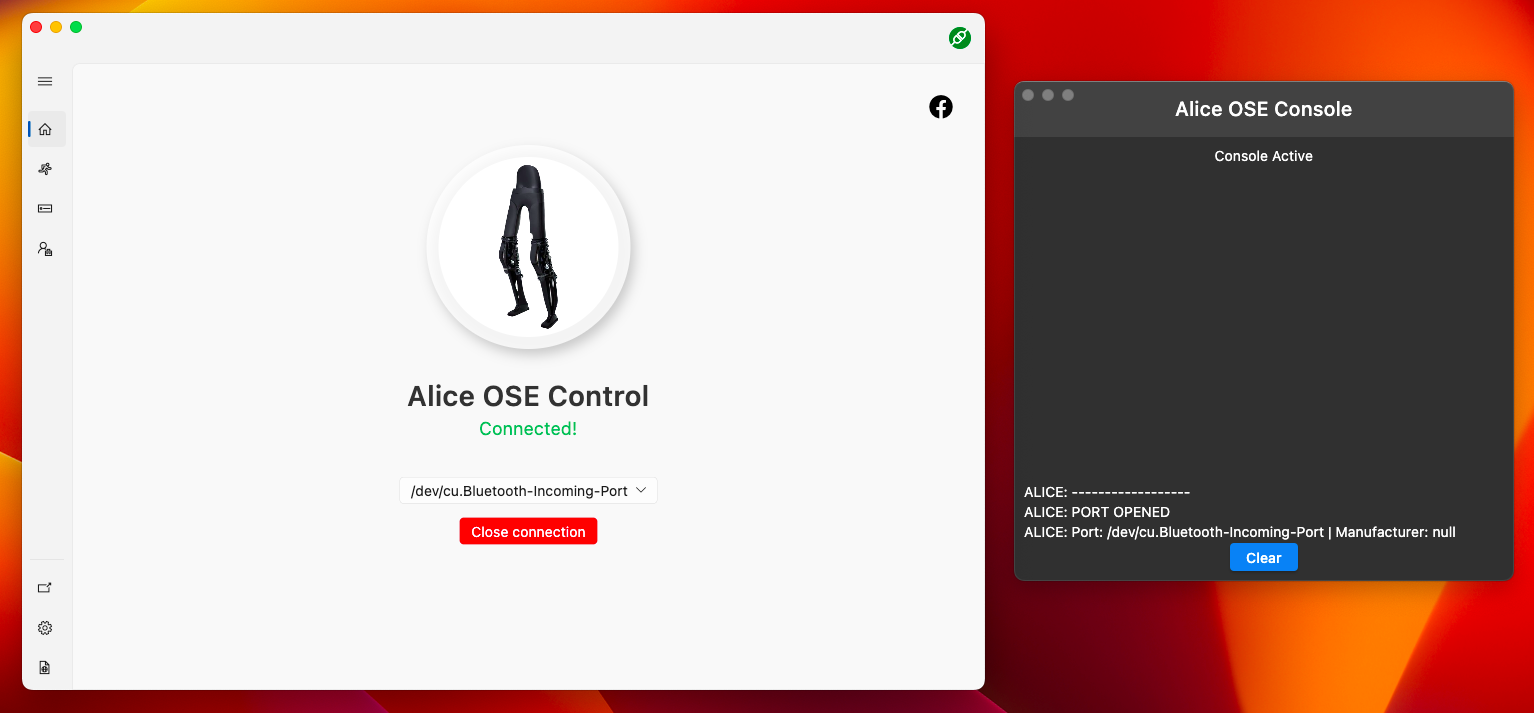 Alice OSE Control
Connected!
/dev/cu.Bluetooth-Incoming-Port
Close connection
Alice OSE Console
Console Active
ALICE: ------------------
ALICE: PORT OPENED
ALICE: Port: /dev/cu.Bluetooth-Incoming-Port | Manufacturer: null
Clear